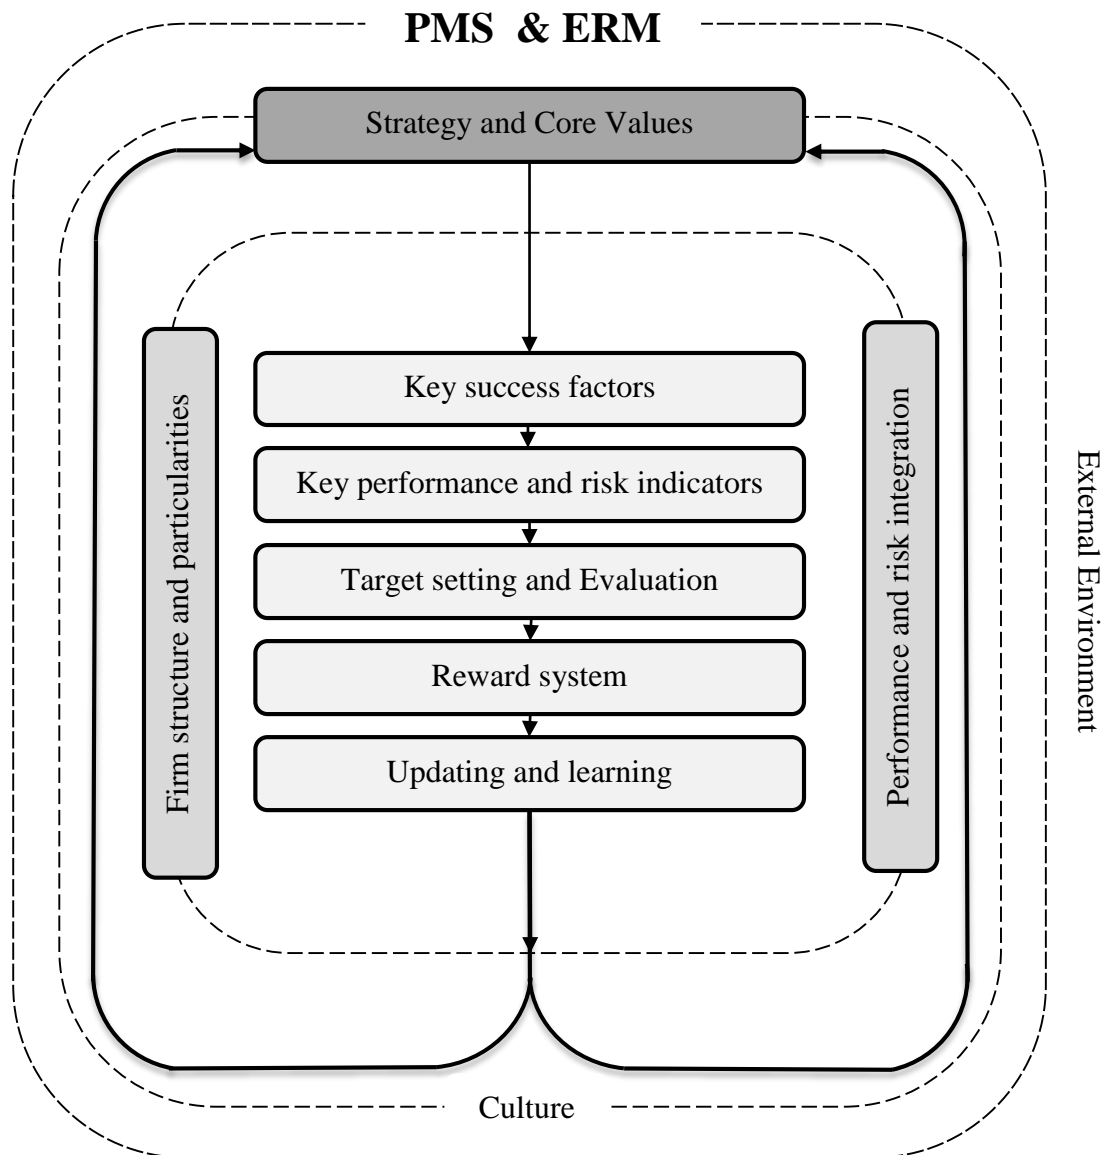 PMS & ERM
Strategy and Core Values
Firm structure and particularities
Key success factors
Key performance and risk indicators
Target setting and Evaluation
Reward system
Updating and learning
Performance and risk integration
External Environment
Culture